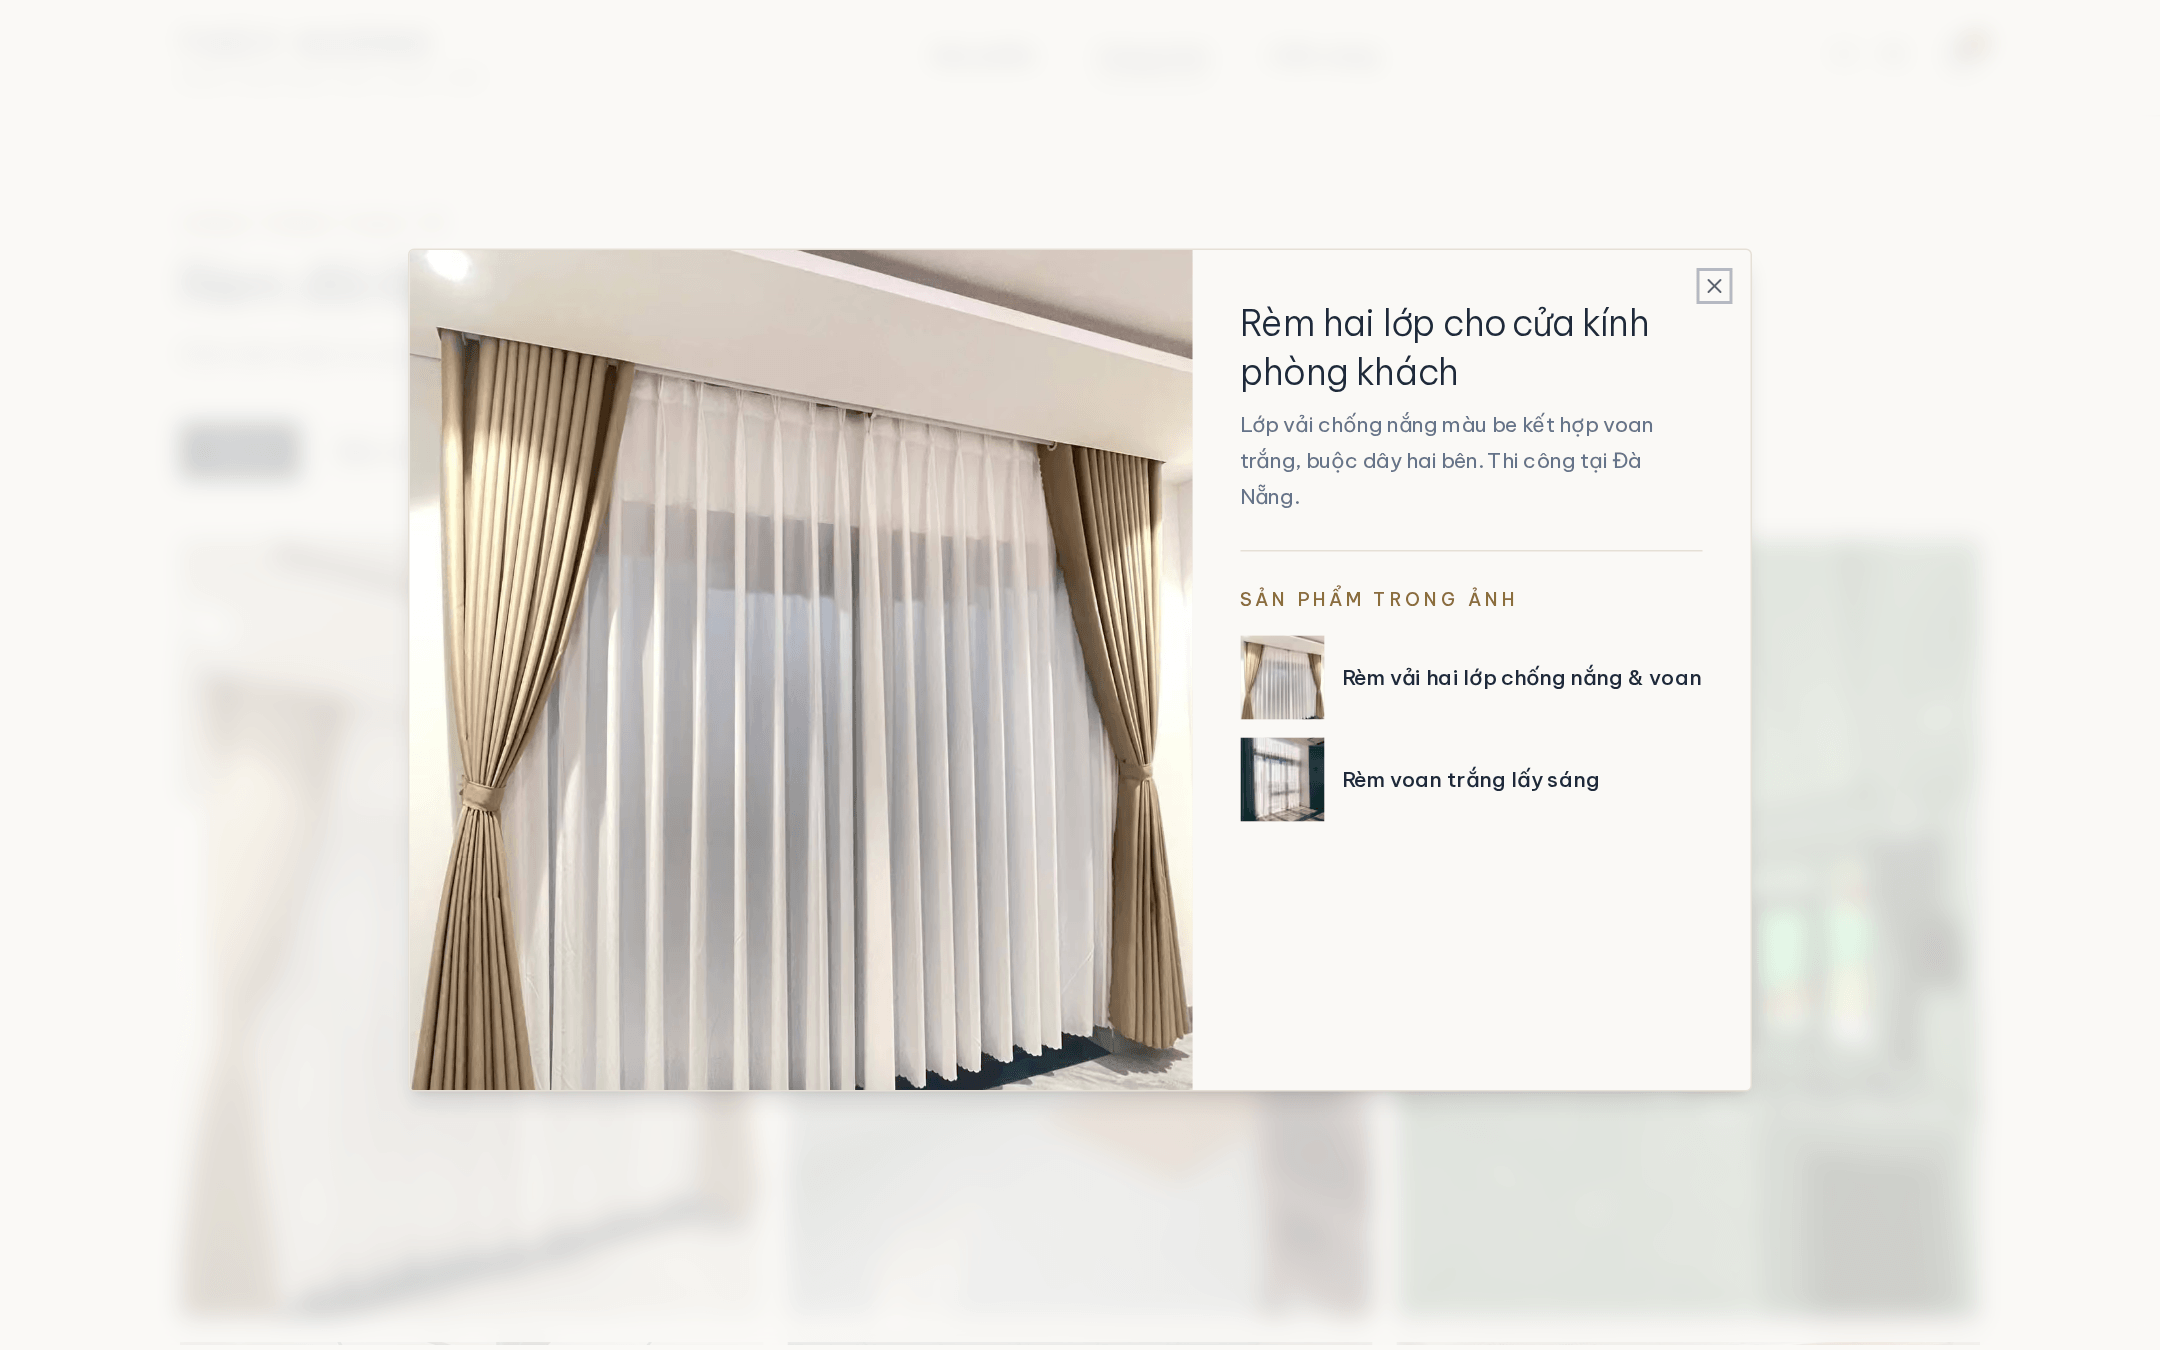 Rèm hai lớp cho cửa kính
phòng khách
Lớp vải chống nắng màu be kết hợp voan
trắng, buộc dây hai bên. Thi công tại Đà
Nẵng.
SẢN PHẨM TRONG ẢNH
Rèm vải hai lớp chống nắng & voan
Rèm voan trắng lấy sáng